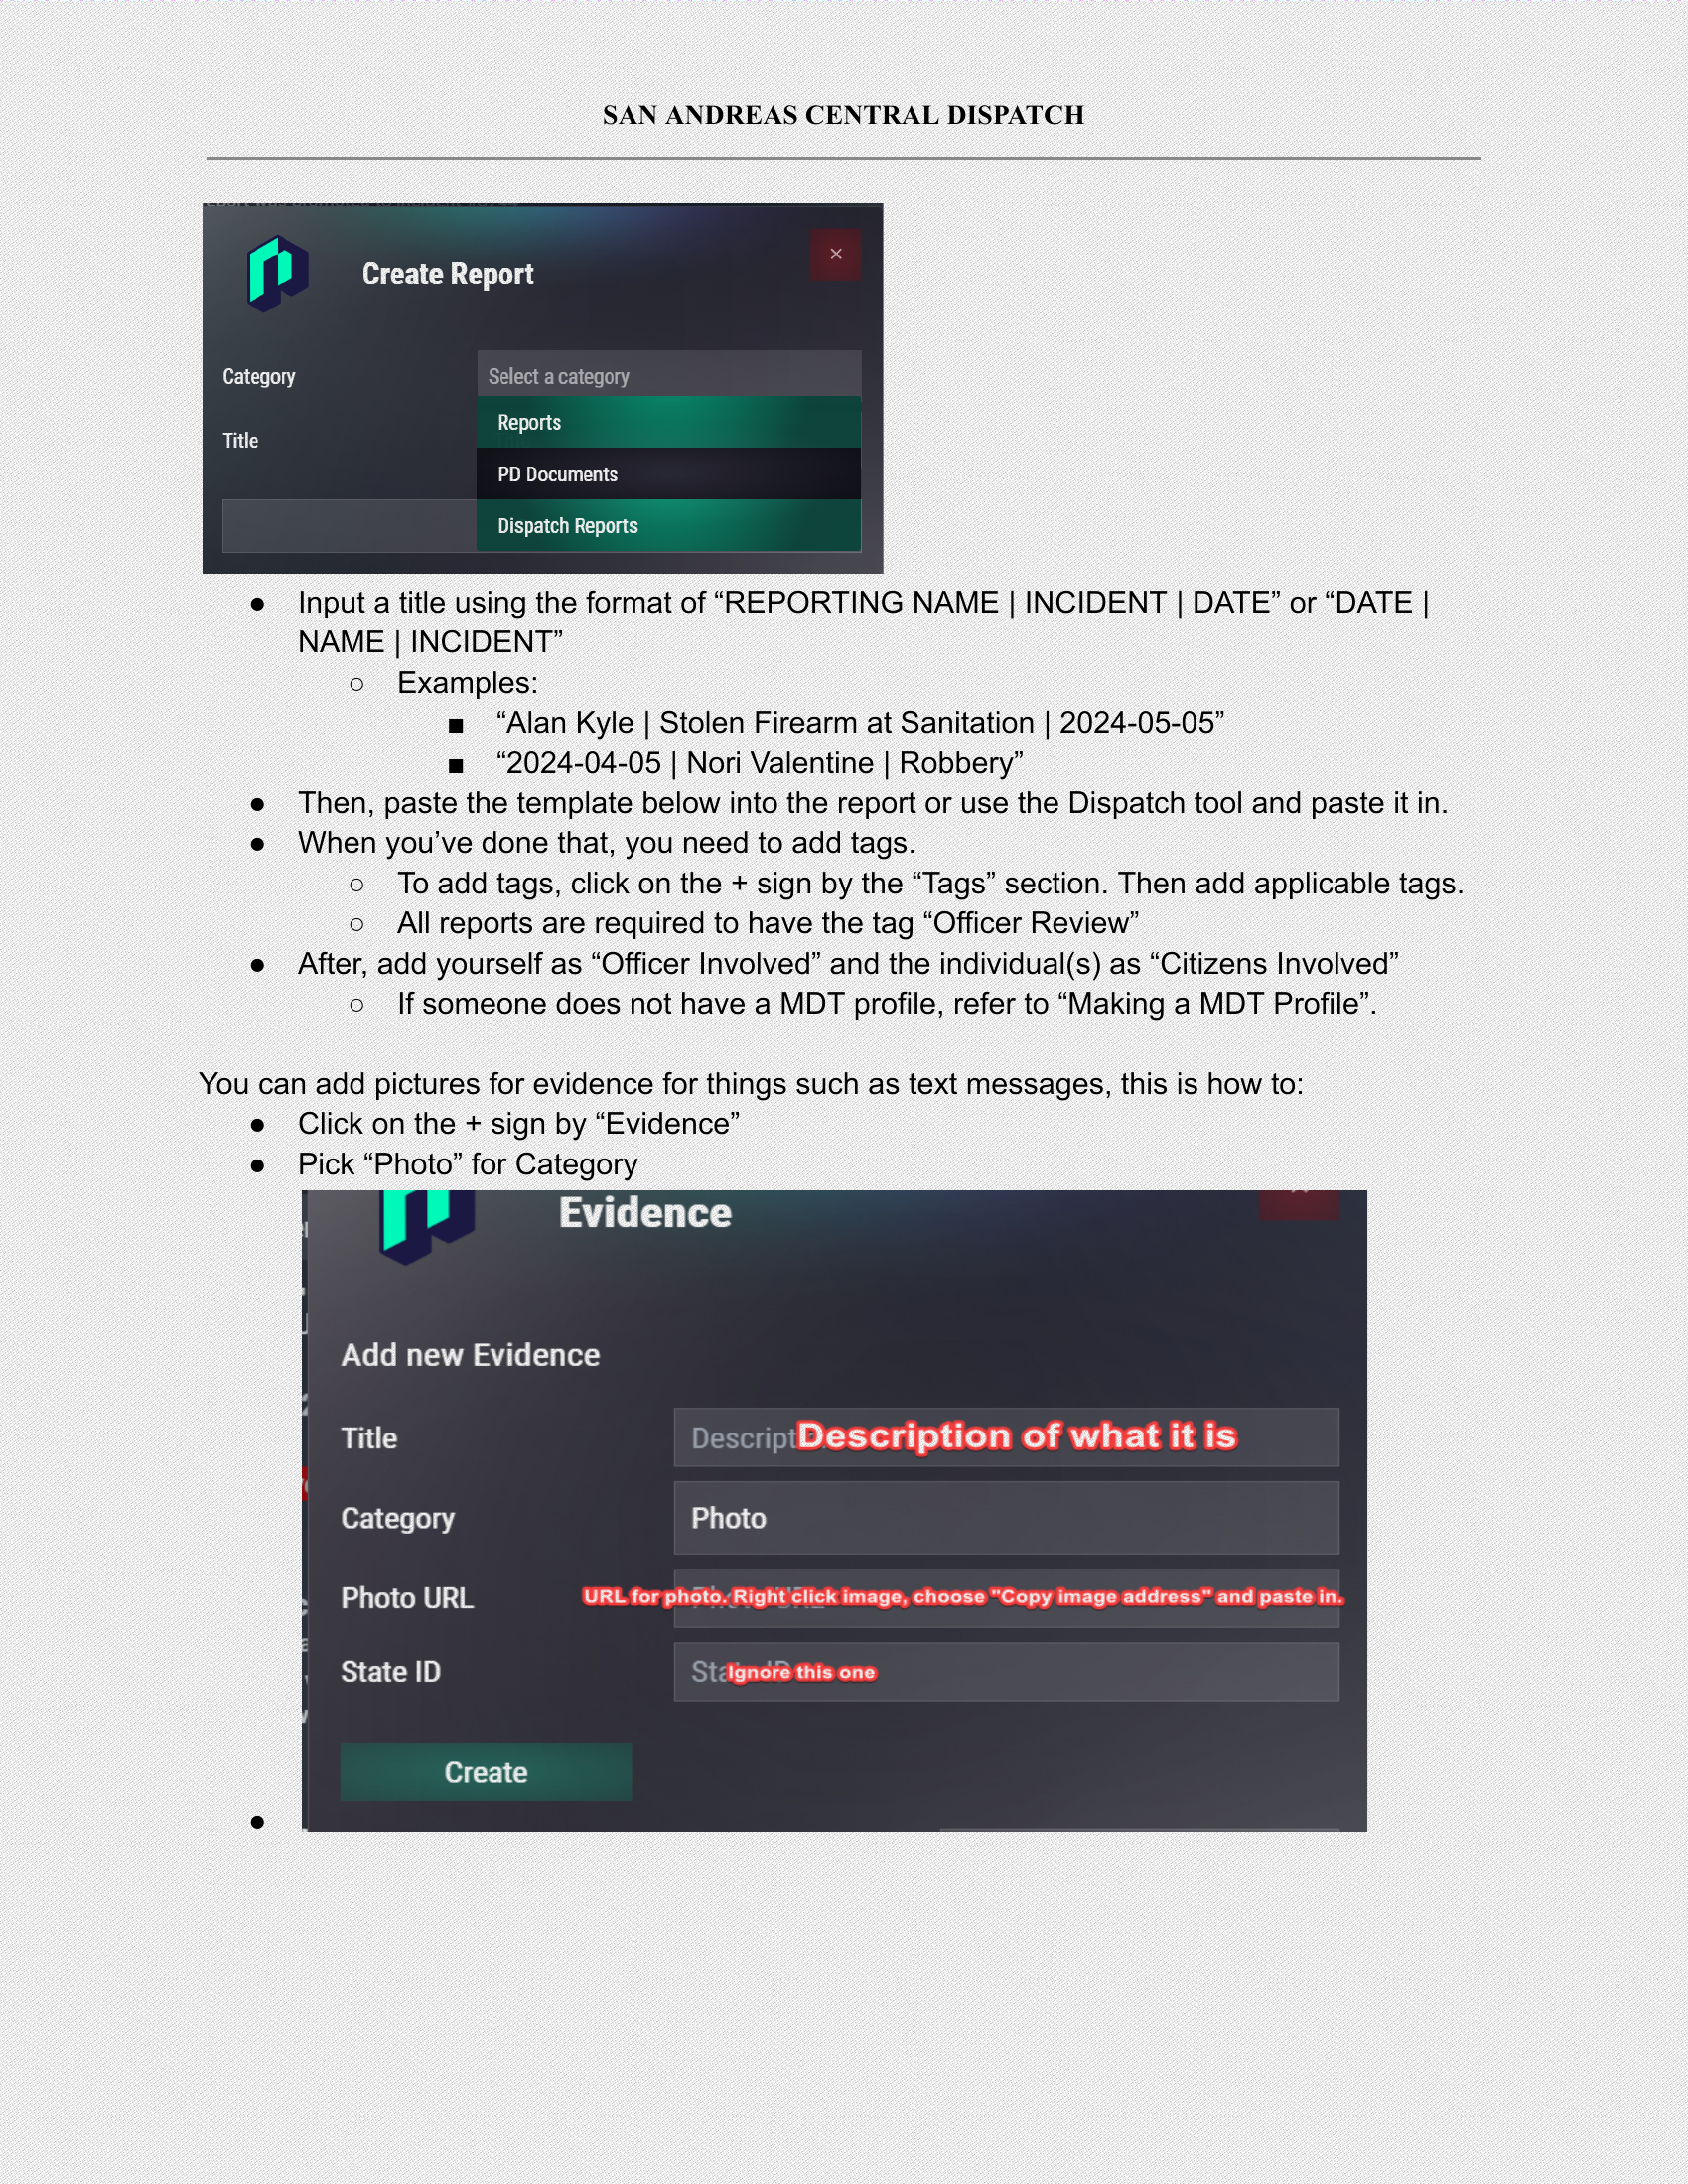 SAN ANDREAS CENTRAL DISPATCH
Create Report
×
Category
Select a category
Reports
Title
PD Documents
Dispatch Reports
● Input a title using the format of “REPORTING NAME | INCIDENT | DATE” or “DATE |
NAME | INCIDENT”
○ Examples:
■ “Alan Kyle | Stolen Firearm at Sanitation | 2024-05-05”
■ “2024-04-05 | Nori Valentine | Robbery”
● Then, paste the template below into the report or use the Dispatch tool and paste it in.
● When you’ve done that, you need to add tags.
○ To add tags, click on the + sign by the “Tags” section. Then add applicable tags.
○ All reports are required to have the tag “Officer Review”
● After, add yourself as “Officer Involved” and the individual(s) as “Citizens Involved”
○ If someone does not have a MDT profile, refer to “Making a MDT Profile”.
You can add pictures for evidence for things such as text messages, this is how to:
● Click on the + sign by “Evidence”
● Pick “Photo” for Category
Evidence
Add new Evidence
Title
Description of what it is
Category
Photo
Photo URL
URL for photo. Right click image, choose "Copy image address" and paste in.
State ID
Ignore this one
Create
●